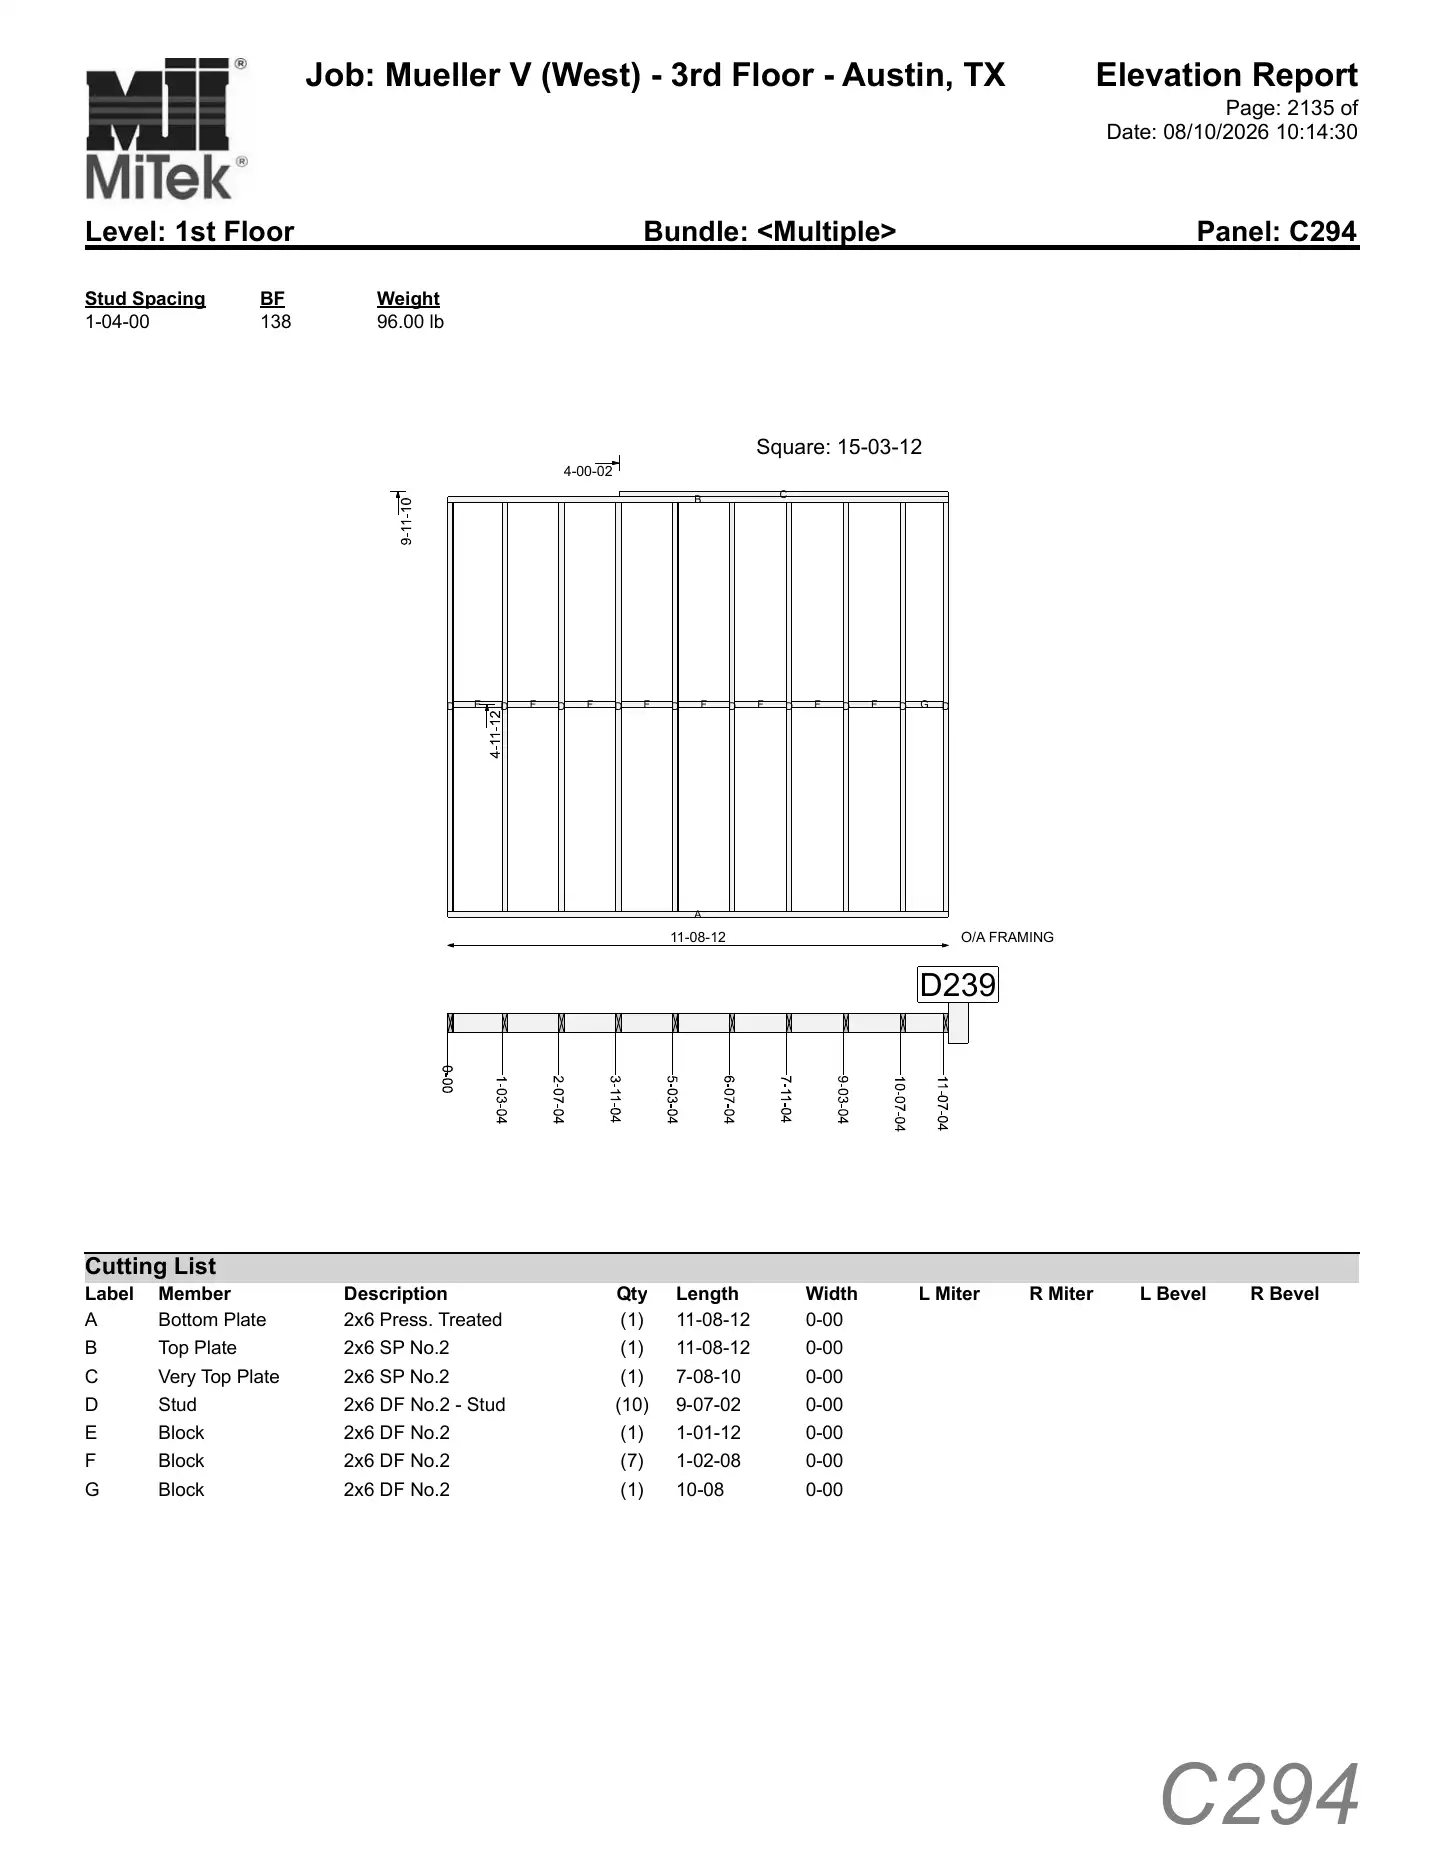 Job: Mueller V (West) - 3rd Floor - Austin, TX
Elevation Report
Page: 2135 of
Date: 08/10/2026 10:14:30
MiTek®
Level: 1st Floor
Bundle: <Multiple>
Panel: C294
Stud Spacing BF Weight
1-04-00 138 96.00 lb
Square: 15-03-12
4-00-02
9-11-10
B C
D E D F D F D F D F D F D F D F D G D
4-11-12
A
11-08-12 O/A FRAMING
D239
0-00 1-03-04 2-07-04 3-11-04 5-03-04 6-07-04 7-11-04 9-03-04 10-07-04 11-07-04
Cutting List
Label Member Description Qty Length Width L Miter R Miter L Bevel R Bevel
A Bottom Plate 2x6 Press. Treated (1) 11-08-12 0-00
B Top Plate 2x6 SP No.2 (1) 11-08-12 0-00
C Very Top Plate 2x6 SP No.2 (1) 7-08-10 0-00
D Stud 2x6 DF No.2 - Stud (10) 9-07-02 0-00
E Block 2x6 DF No.2 (1) 1-01-12 0-00
F Block 2x6 DF No.2 (7) 1-02-08 0-00
G Block 2x6 DF No.2 (1) 10-08 0-00
C294